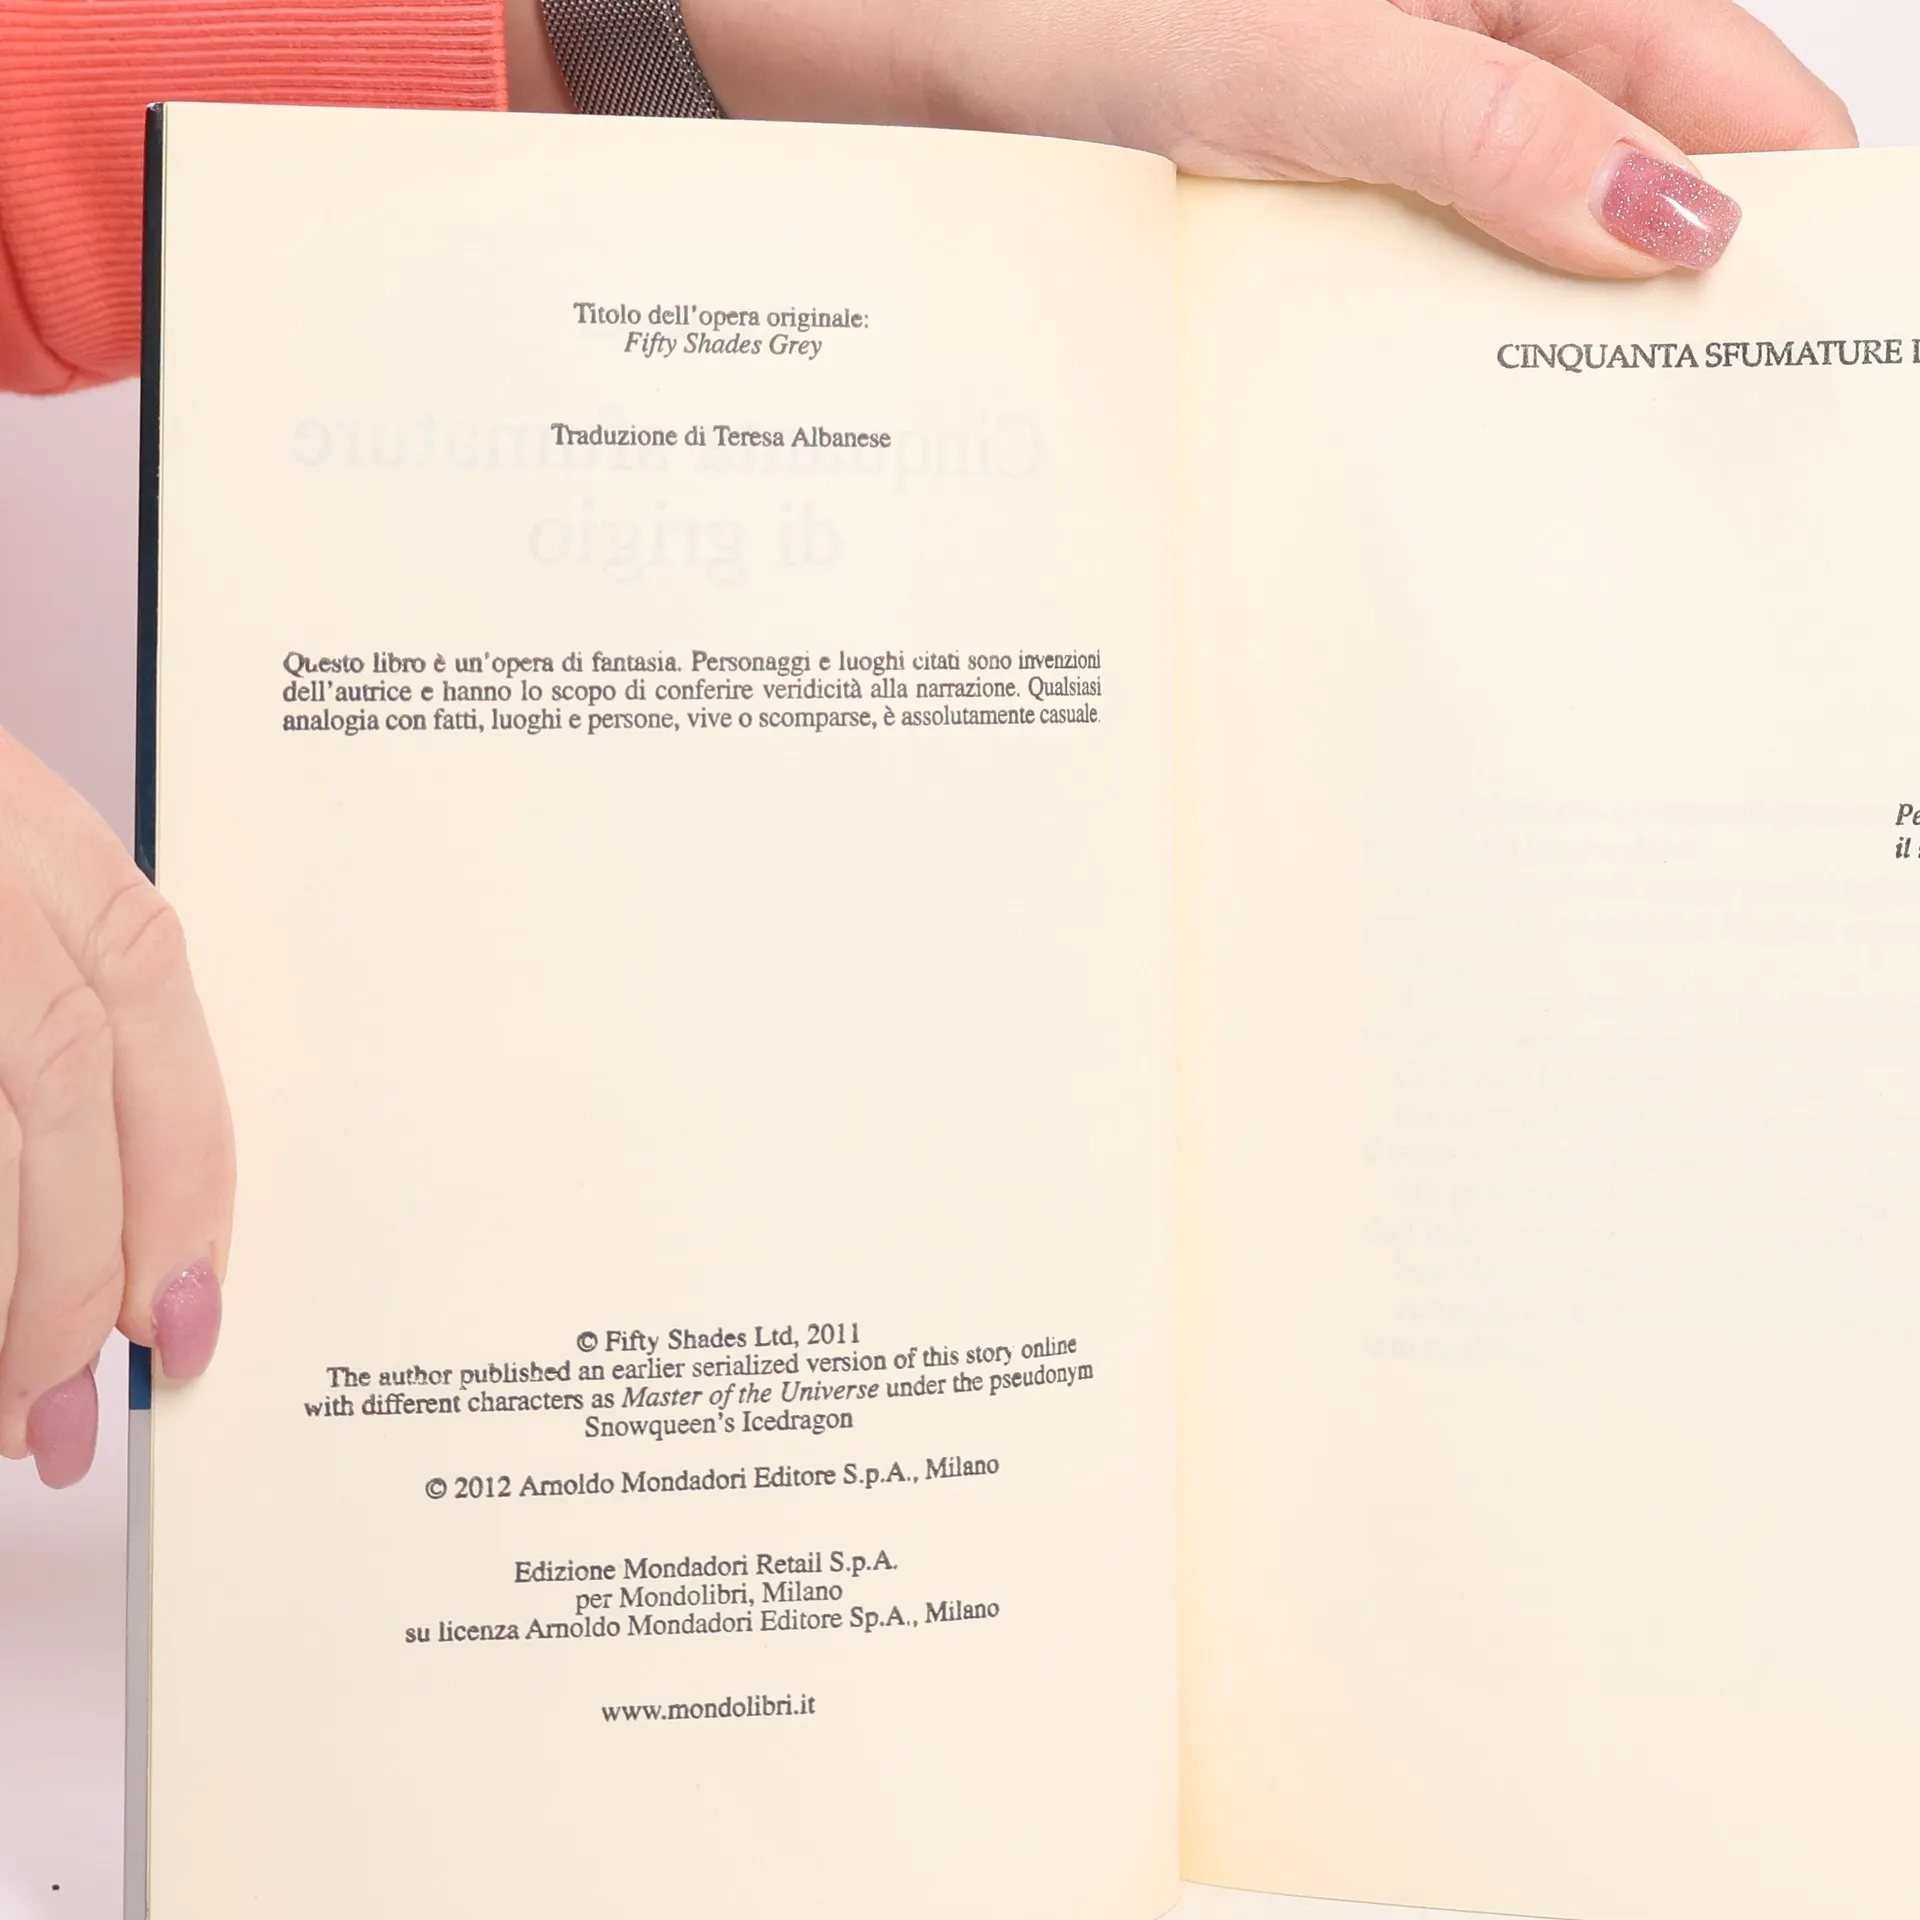 Titolo dell'opera originale:
Fifty Shades Grey
Traduzione di Teresa Albanese
Questo libro è un'opera di fantasia. Personaggi e luoghi citati sono invenzioni
dell'autrice e hanno lo scopo di conferire veridicità alla narrazione. Qualsiasi
analogia con fatti, luoghi e persone, vive o scomparse, è assolutamente casuale.
© Fifty Shades Ltd, 2011
The author published an earlier serialized version of this story online
with different characters as Master of the Universe under the pseudonym
Snowqueen's Icedragon
© 2012 Arnoldo Mondadori Editore S.p.A., Milano
Edizione Mondadori Retail S.p.A.
per Mondolibri, Milano
su licenza Arnoldo Mondadori Editore Sp.A., Milano
www.mondolibri.it
CINQUANTA SFUMATURE
il